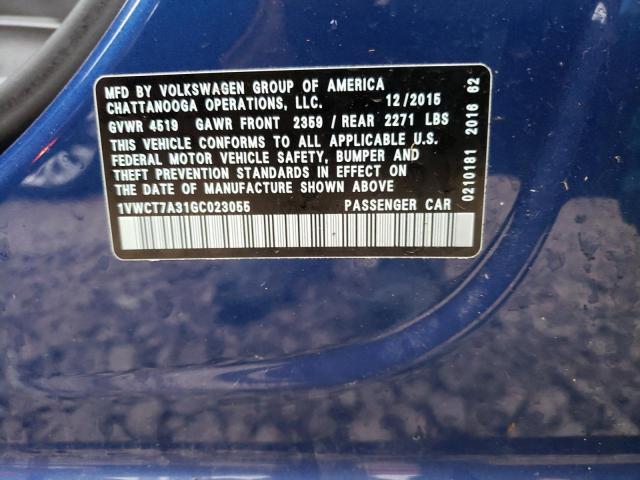 MFD BY VOLKSWAGEN GROUP OF AMERICA
CHATTANOOGA OPERATIONS, LLC. 12/2015
GVWR 4519 GAWR FRONT 2359 / REAR 2271 LBS
THIS VEHICLE CONFORMS TO ALL APPLICABLE U.S.
FEDERAL MOTOR VEHICLE SAFETY, BUMPER AND
THEFT PREVENTION STANDARDS IN EFFECT ON
THE DATE OF MANUFACTURE SHOWN ABOVE
1VWCT7A31GC023055 PASSENGER CAR
0210181 2016 62